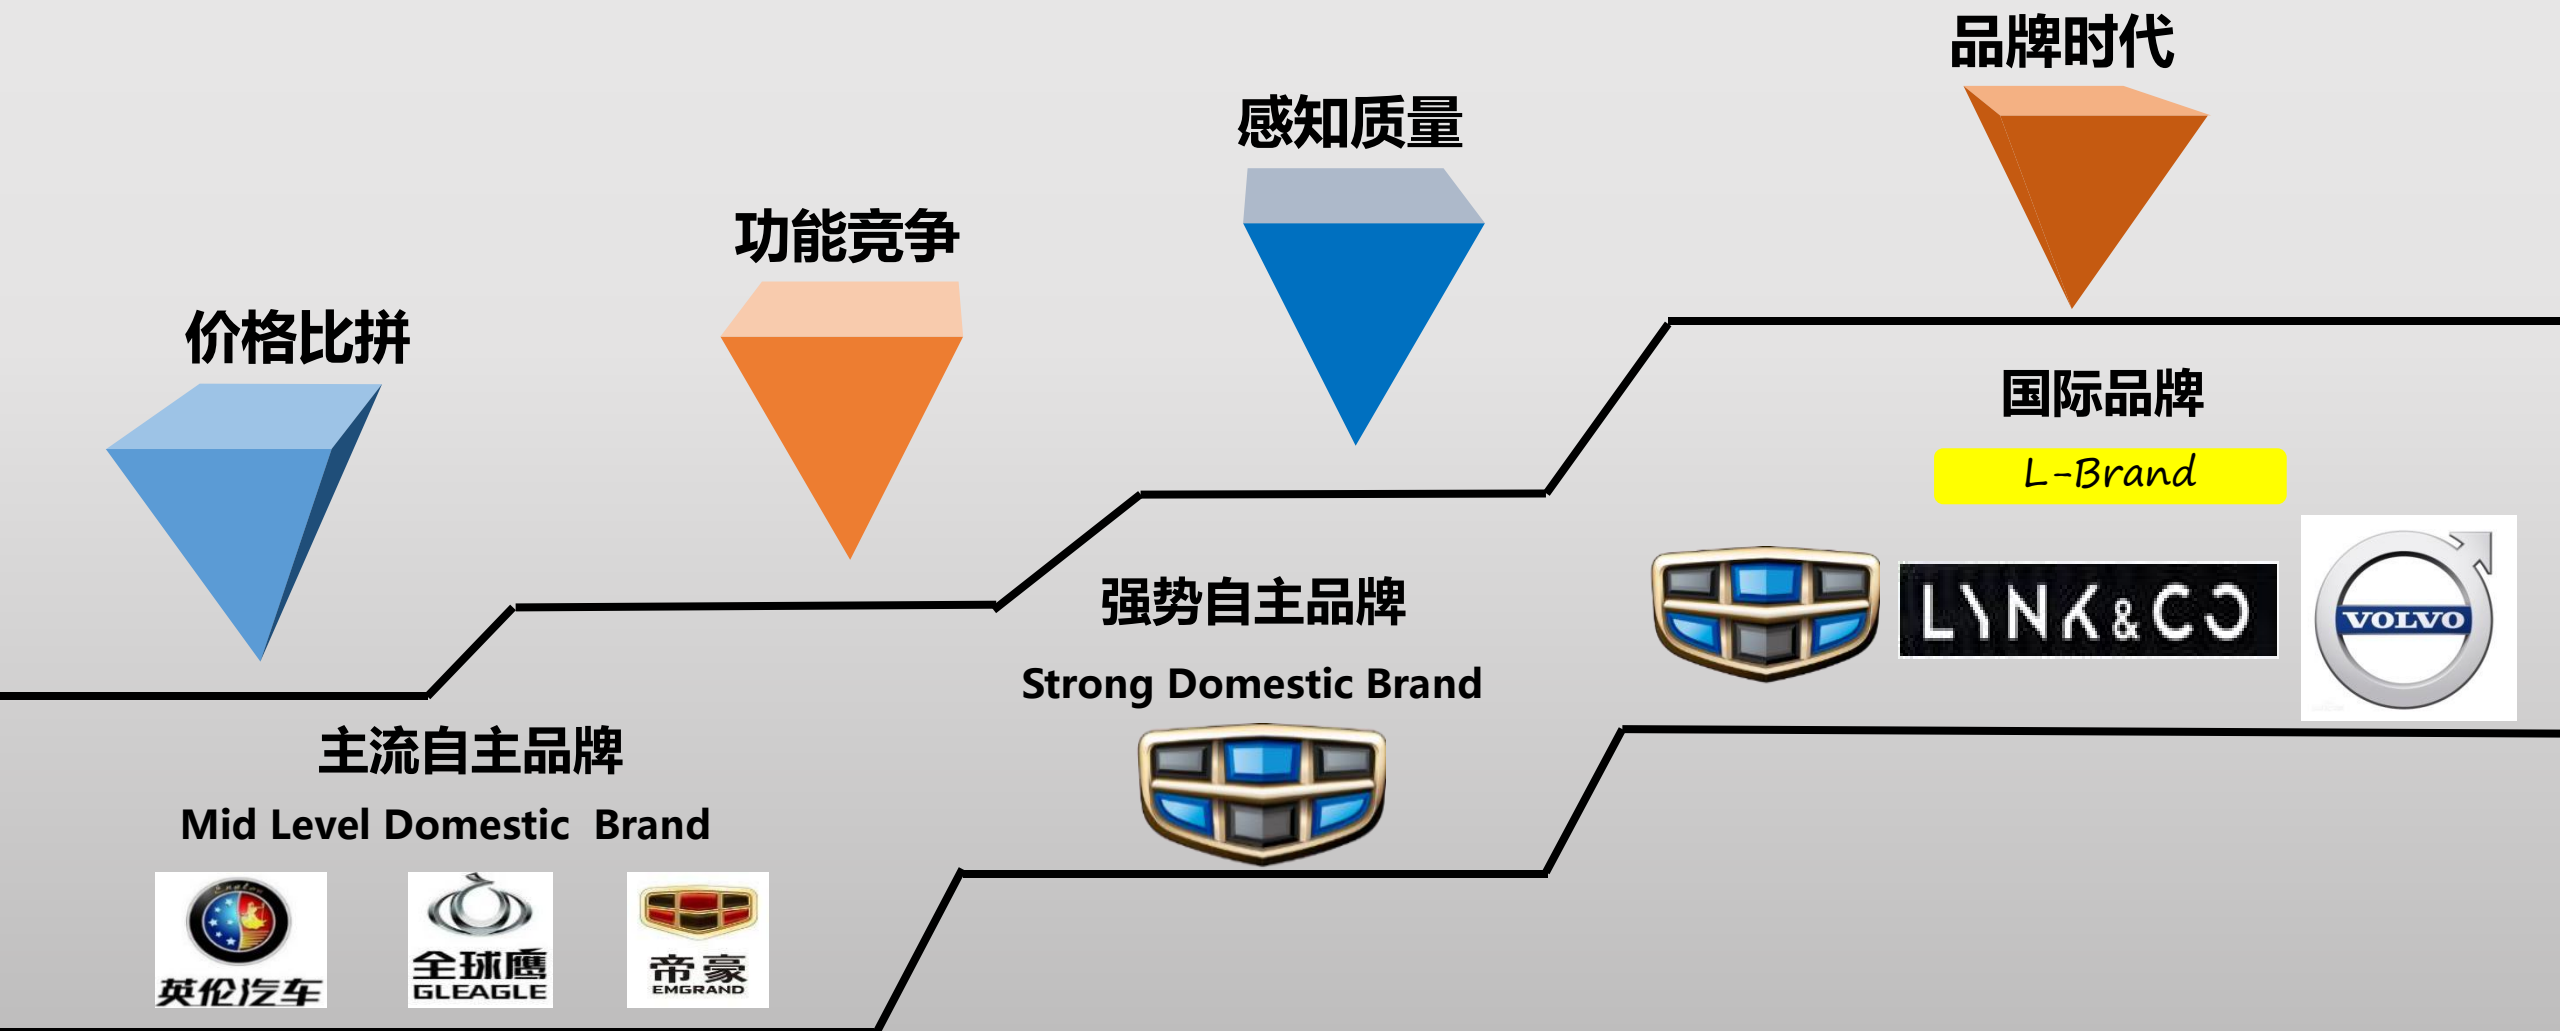 品牌时代
感知质量
功能竞争
价格比拼
国际品牌
L-Brand
LYNK&CO
VOLVO
强势自主品牌
Strong Domestic Brand
主流自主品牌
Mid Level Domestic  Brand
英伦汽车
全球鹰
GLEAGLE
帝豪
EMGRAND